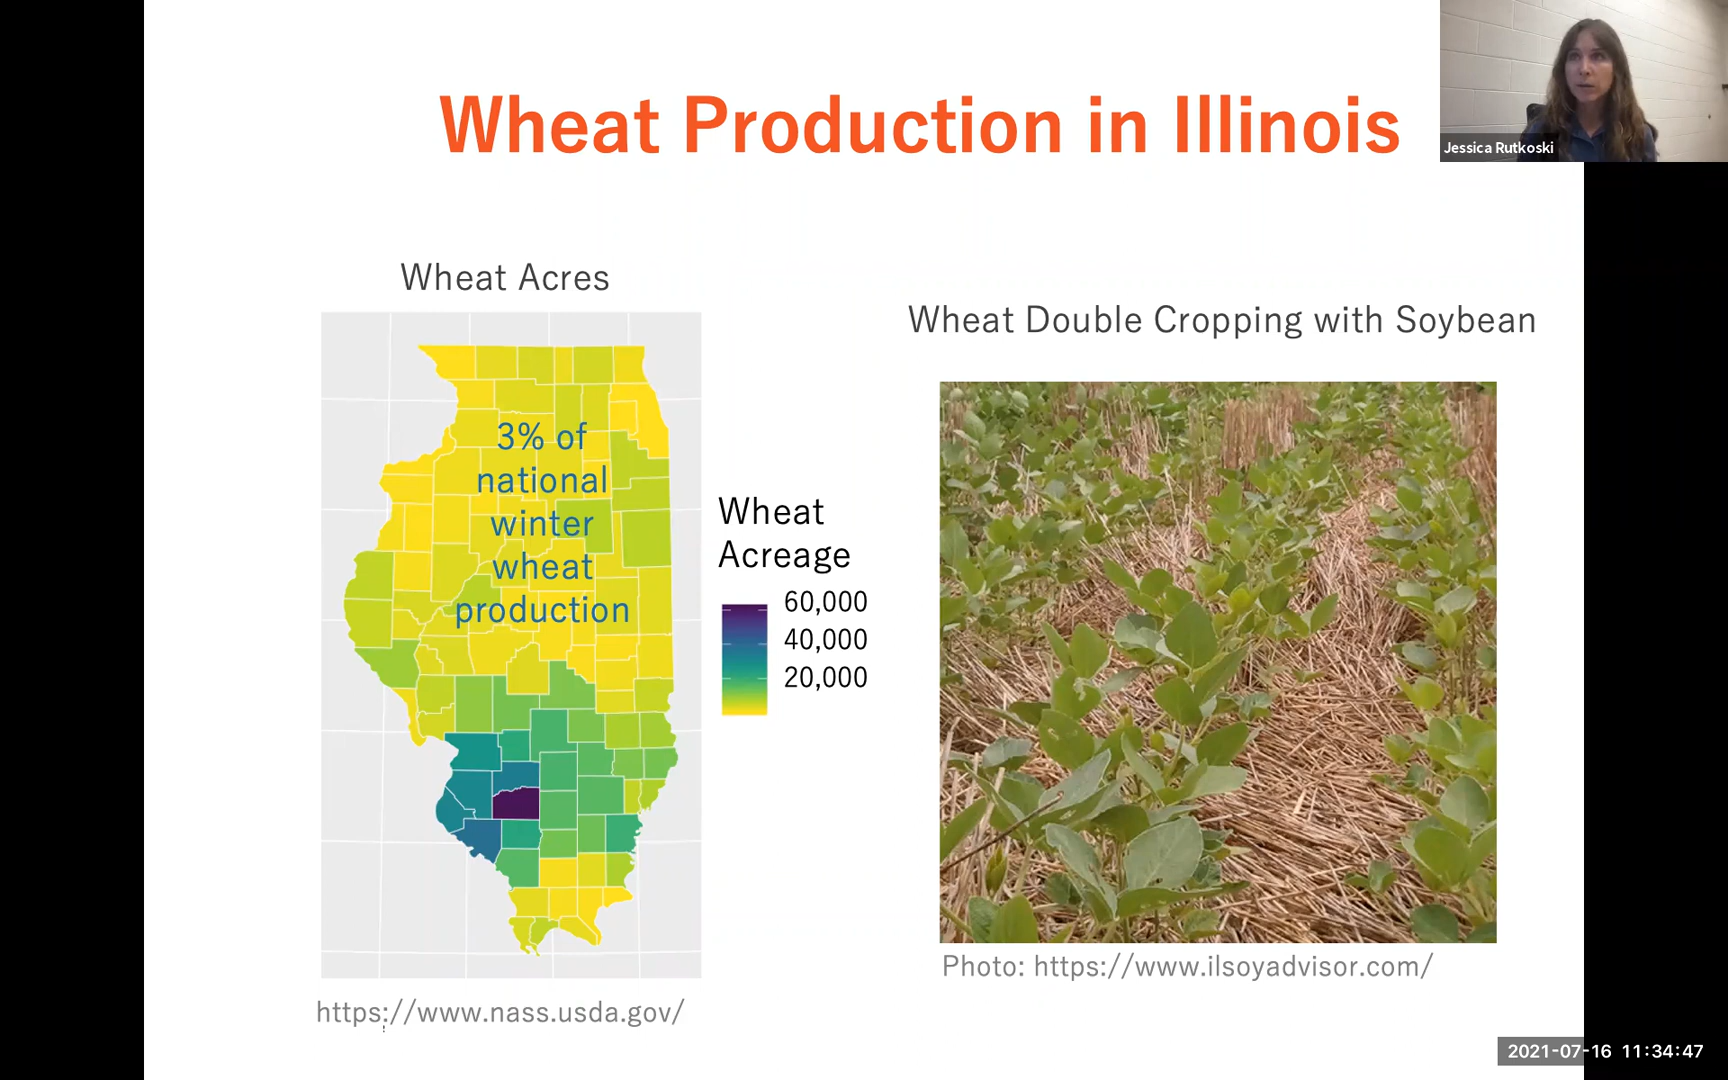 Wheat Production in Illinois
Jessica Rutkoski
Wheat Acres
3% of
national
winter
wheat
production
Wheat
Acreage
60,000
40,000
20,000
https://www.nass.usda.gov/
Wheat Double Cropping with Soybean
Photo: https://www.ilsoyadvisor.com/
2021-07-16 11:34:47